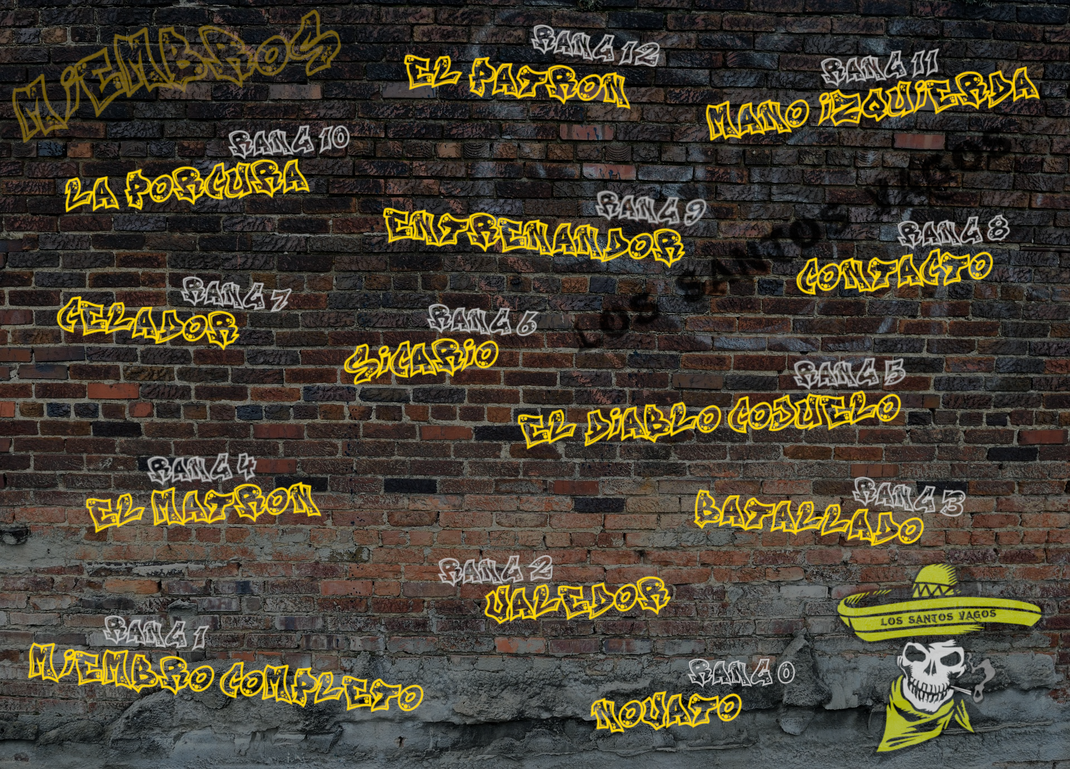 MiEMBROS
RANG 12
EL PATRON
RANG 11
MANO iZQUiERDA
RANG 10
LA PORCURA
RANG 9
ENTRENANDOR
LOS SANTOS VAGOS
RANG 8
CONTACTO
RANG 7
CELADOR
RANG 6
SiCARiO
RANG 5
EL DiABLO COJUELO
RANG 4
EL MATRON
RANG 3
BATALLADO
RANG 2
VALEDOR
LOS SANTOS VAGOS
RANG 1
MiEMBRO COMPLETO
RANG 0
NOVATO